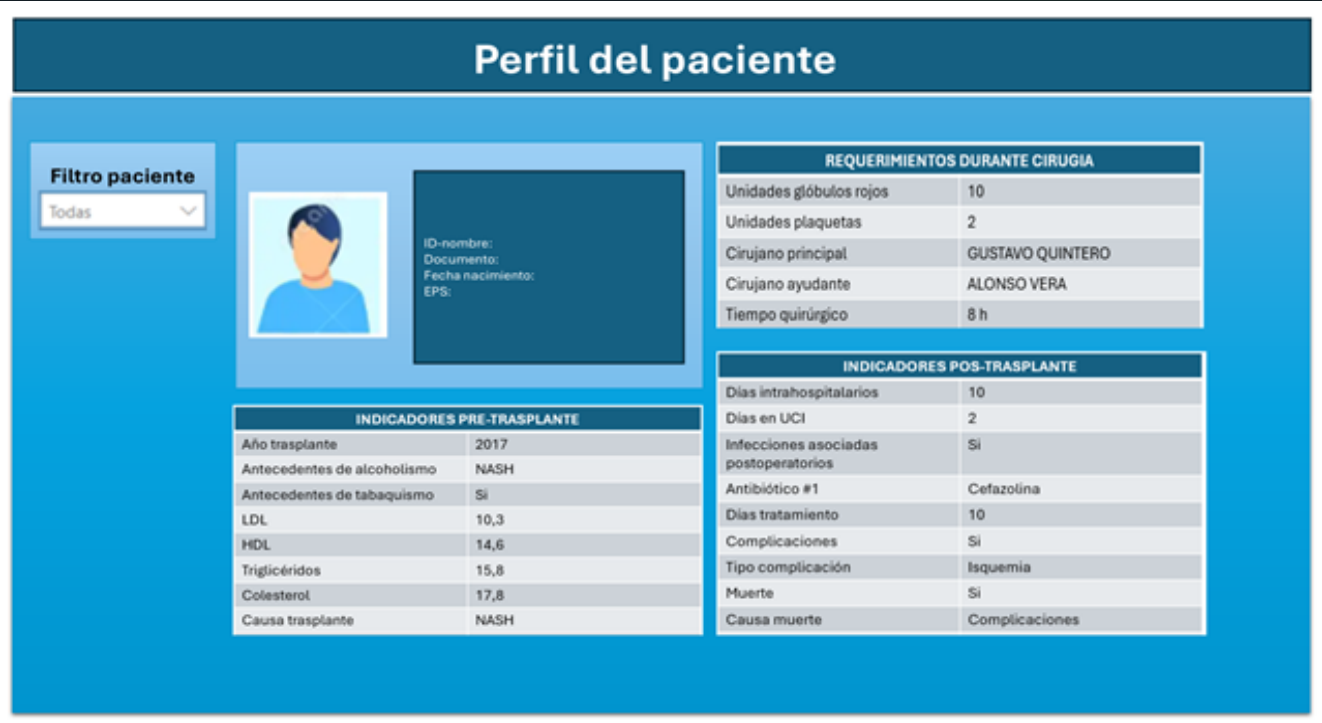 Perfil del paciente
Filtro paciente
Todas
ID-nombre:
Documento:
Fecha nacimiento:
EPS:
INDICADORES PRE-TRASPLANTE
Año trasplante 2017
Antecedentes de alcoholismo NASH
Antecedentes de tabaquismo Si
LDL 10,3
HDL 14,6
Triglicéridos 15,8
Colesterol 17,8
Causa trasplante NASH
REQUERIMIENTOS DURANTE CIRUGIA
Unidades glóbulos rojos 10
Unidades plaquetas 2
Cirujano principal GUSTAVO QUINTERO
Cirujano ayudante ALONSO VERA
Tiempo quirúrgico 8 h
INDICADORES POS-TRASPLANTE
Días intrahospitalarios 10
Días en UCI 2
Infecciones asociadas Si
postoperatorios
Antibiótico #1 Cefazolina
Días tratamiento 10
Complicaciones Si
Tipo complicación Isquemia
Muerte Si
Causa muerte Complicaciones